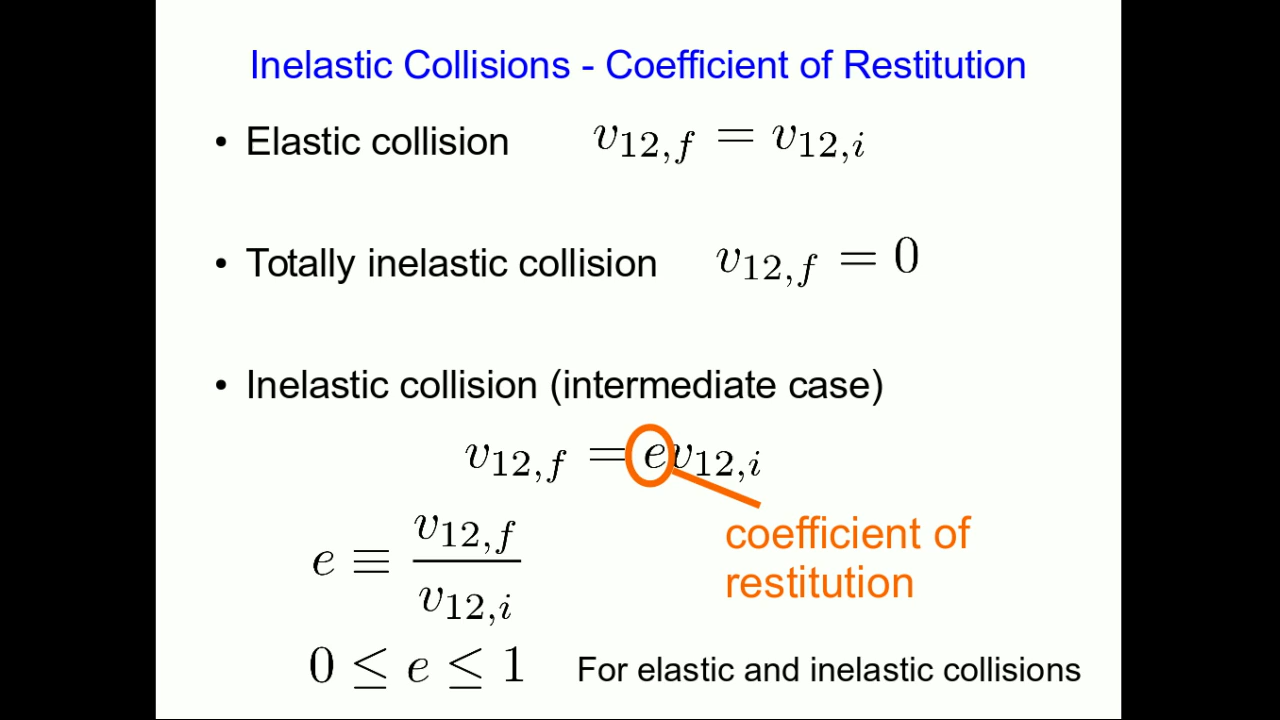 Inelastic Collisions - Coefficient of Restitution
• Elastic collision v₁₂,f = v₁₂,i
• Totally inelastic collision v₁₂,f = 0
• Inelastic collision (intermediate case)
v₁₂,f = ev₁₂,i
coefficient of
restitution
e ≡ v₁₂,f / v₁₂,i
0 ≤ e ≤ 1 For elastic and inelastic collisions